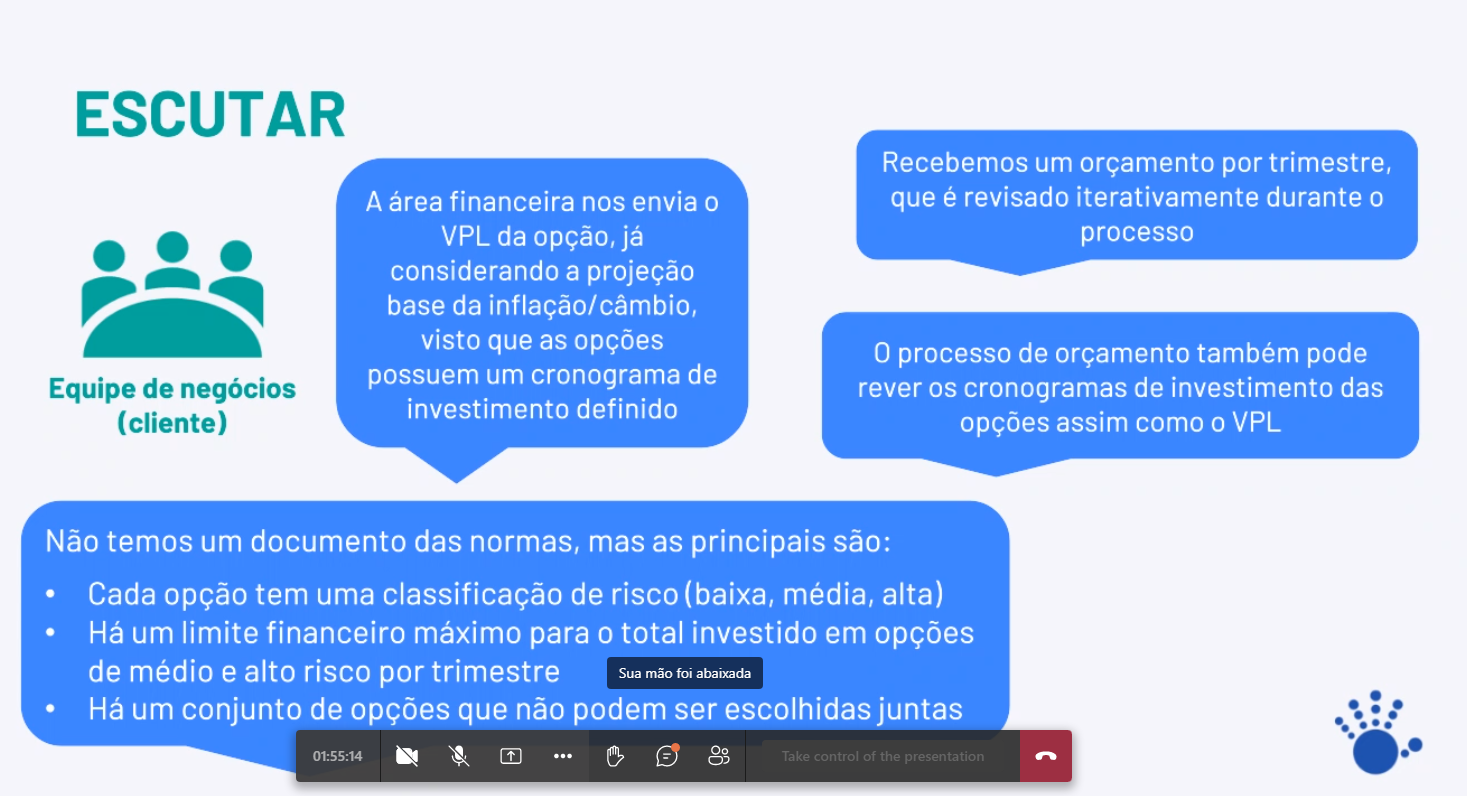 ESCUTAR
Equipe de negócios
(cliente)
A área financeira nos envia o
VPL da opção, já
considerando a projeção
base da inflação/câmbio,
visto que as opções
possuem um cronograma de
investimento definido
Recebemos um orçamento por trimestre,
que é revisado iterativamente durante o
processo
O processo de orçamento também pode
rever os cronogramas de investimento das
opções assim como o VPL
Não temos um documento das normas, mas as principais são:
• Cada opção tem uma classificação de risco (baixa, média, alta)
• Há um limite financeiro máximo para o total investido em opções
de médio e alto risco por trimestre
Sua mão foi abaixada
• Há um conjunto de opções que não podem ser escolhidas juntas
01:55:14
Take control of the presentation